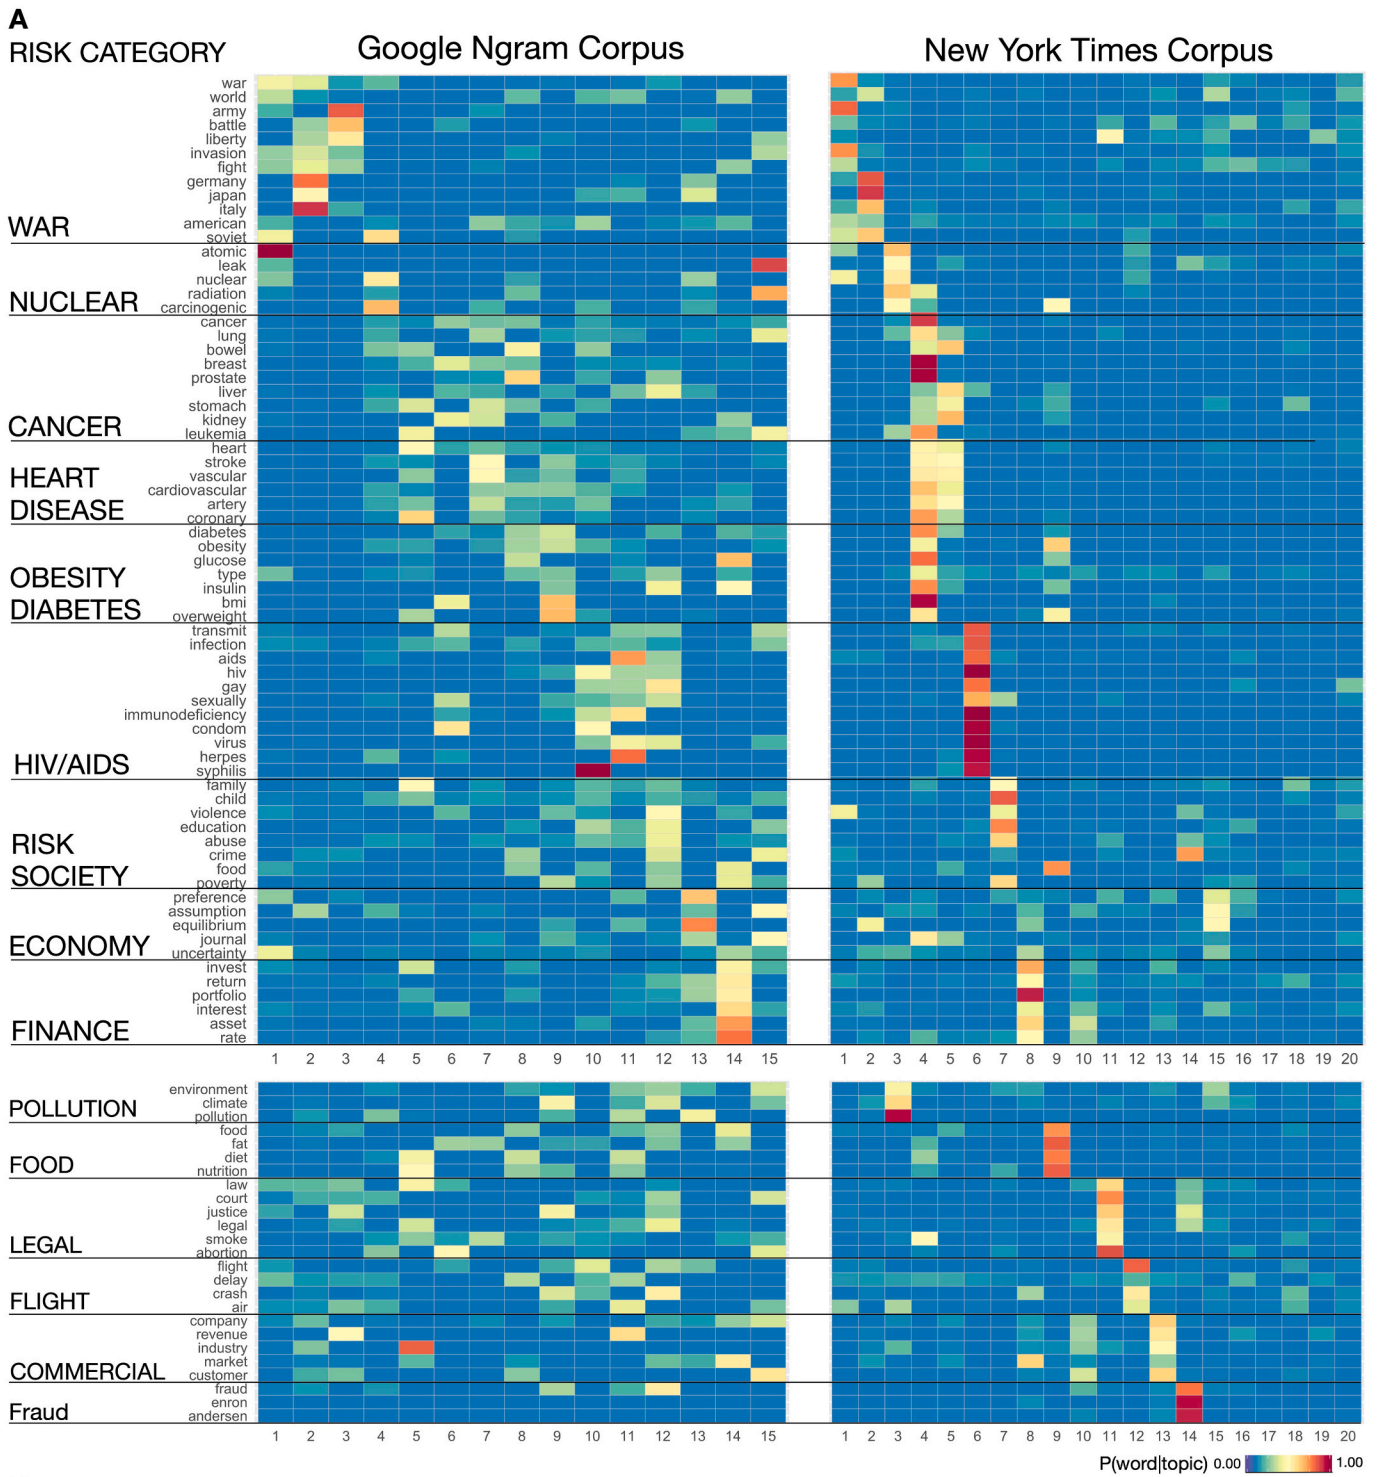 A
RISK CATEGORY
Google Ngram Corpus
New York Times Corpus
war
world
army
battle
liberty
invasion
fight
germany
japan
italy
american
soviet
WAR
atomic
leak
nuclear
radiation
carcinogenic
NUCLEAR
cancer
lung
bowel
breast
prostate
liver
stomach
kidney
leukemia
CANCER
heart
stroke
vascular
cardiovascular
artery
coronary
HEART
DISEASE
diabetes
obesity
glucose
type
insulin
bmi
overweight
OBESITY
DIABETES
transmit
infection
aids
hiv
gay
sexually
immunodeficiency
condom
virus
herpes
syphilis
HIV/AIDS
family
child
violence
education
abuse
crime
food
poverty
RISK
SOCIETY
preference
assumption
equilibrium
journal
uncertainty
ECONOMY
invest
return
portfolio
interest
asset
rate
FINANCE
1 2 3 4 5 6 7 8 9 10 11 12 13 14 15
1 2 3 4 5 6 7 8 9 10 11 12 13 14 15 16 17 18 19 20
environment
climate
pollution
POLLUTION
food
fat
diet
nutrition
FOOD
law
court
justice
legal
smoke
abortion
LEGAL
flight
delay
crash
air
FLIGHT
company
revenue
industry
market
customer
COMMERCIAL
fraud
enron
andersen
Fraud
1 2 3 4 5 6 7 8 9 10 11 12 13 14 15
1 2 3 4 5 6 7 8 9 10 11 12 13 14 15 16 17 18 19 20
P(word|topic) 0.00 1.00